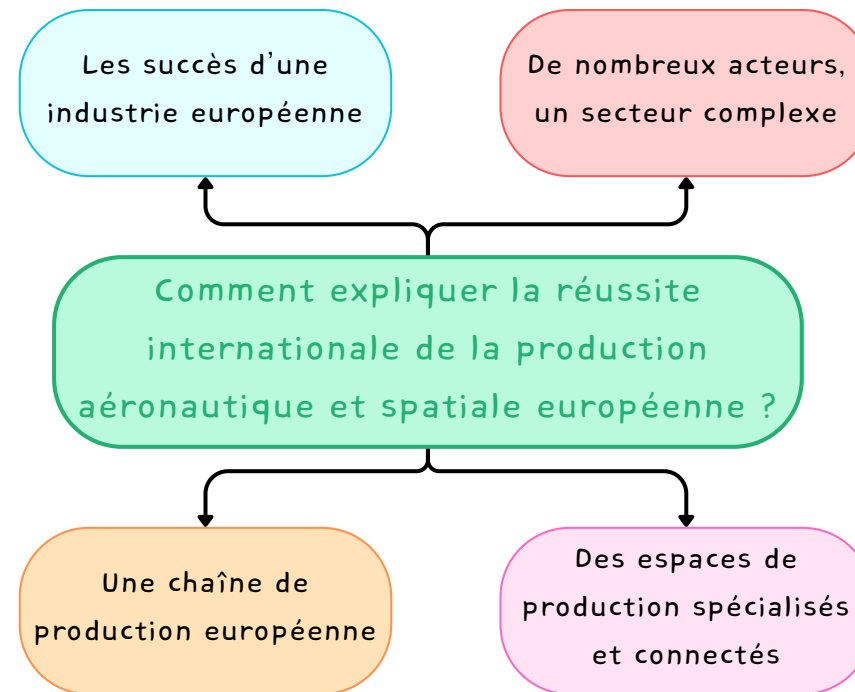 Les succès d'une
industrie européenne
De nombreux acteurs,
un secteur complexe
Comment expliquer la réussite
internationale de la production
aéronautique et spatiale européenne ?
Une chaîne de
production européenne
Des espaces de
production spécialisés
et connectés